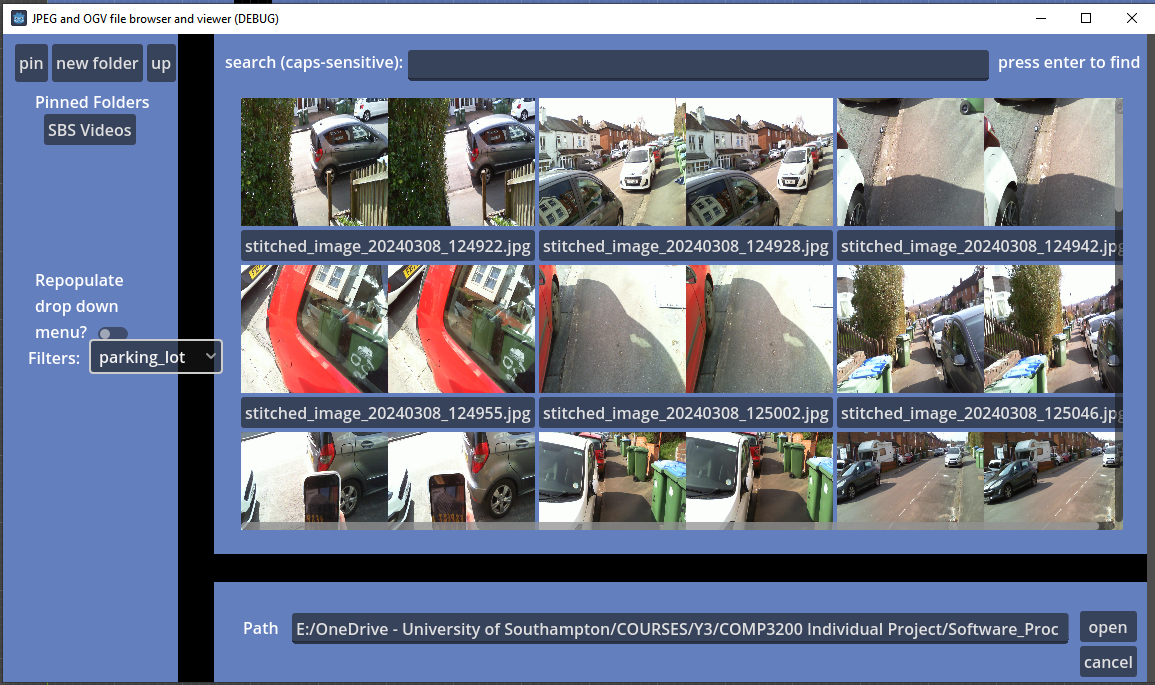 JPEG and OGV file browser and viewer (DEBUG)
pin new folder up
Pinned Folders
SBS Videos
Repopulate
drop down
menu?
Filters: parking_lot
search (caps-sensitive): press enter to find
stitched_image_20240308_124922.jpg stitched_image_20240308_124928.jpg stitched_image_20240308_124942.jpg
stitched_image_20240308_124955.jpg stitched_image_20240308_125002.jpg stitched_image_20240308_125046.jpg
Path E:/OneDrive - University of Southampton/COURSES/Y3/COMP3200 Individual Project/Software_Proc open
cancel